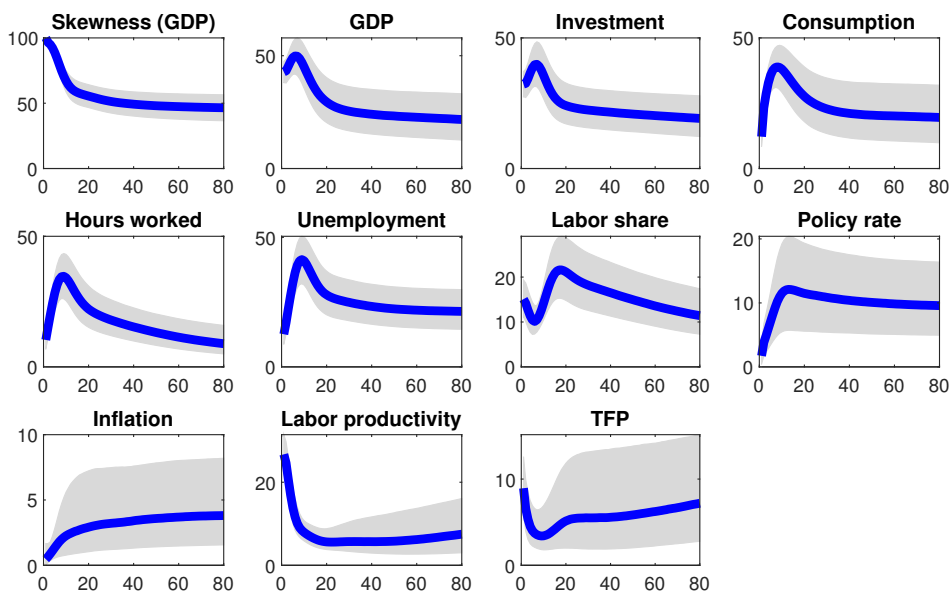 Skewness (GDP) GDP Investment Consumption
100 50 50 50
50
0 0 0 0
0 20 40 60 80 0 20 40 60 80 0 20 40 60 80 0 20 40 60 80
Hours worked Unemployment Labor share Policy rate
50 50 20 20
10 10
0 0 0
0 20 40 60 80 0 20 40 60 80 0 20 40 60 80 0 20 40 60 80
Inflation Labor productivity TFP
10 20 10
5
0 0 0
0 20 40 60 80 0 20 40 60 80 0 20 40 60 80